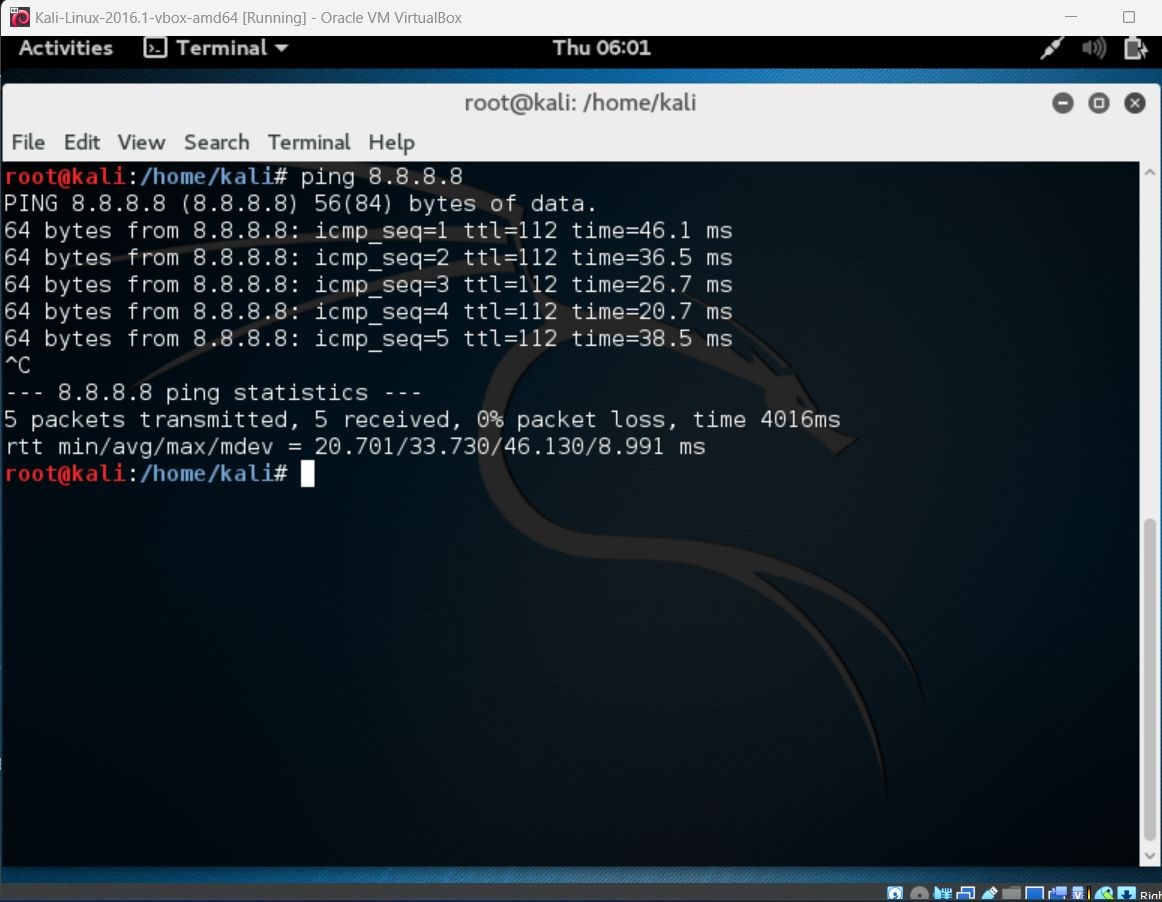 Kali-Linux-2016.1-vbox-amd64 [Running] - Oracle VM VirtualBox
Activities Terminal Thu 06:01
root@kali: /home/kali
File Edit View Search Terminal Help
root@kali:/home/kali# ping 8.8.8.8
PING 8.8.8.8 (8.8.8.8) 56(84) bytes of data.
64 bytes from 8.8.8.8: icmp_seq=1 ttl=112 time=46.1 ms
64 bytes from 8.8.8.8: icmp_seq=2 ttl=112 time=36.5 ms
64 bytes from 8.8.8.8: icmp_seq=3 ttl=112 time=26.7 ms
64 bytes from 8.8.8.8: icmp_seq=4 ttl=112 time=20.7 ms
64 bytes from 8.8.8.8: icmp_seq=5 ttl=112 time=38.5 ms
^C
--- 8.8.8.8 ping statistics ---
5 packets transmitted, 5 received, 0% packet loss, time 4016ms
rtt min/avg/max/mdev = 20.701/33.730/46.130/8.991 ms
root@kali:/home/kali#
Righ